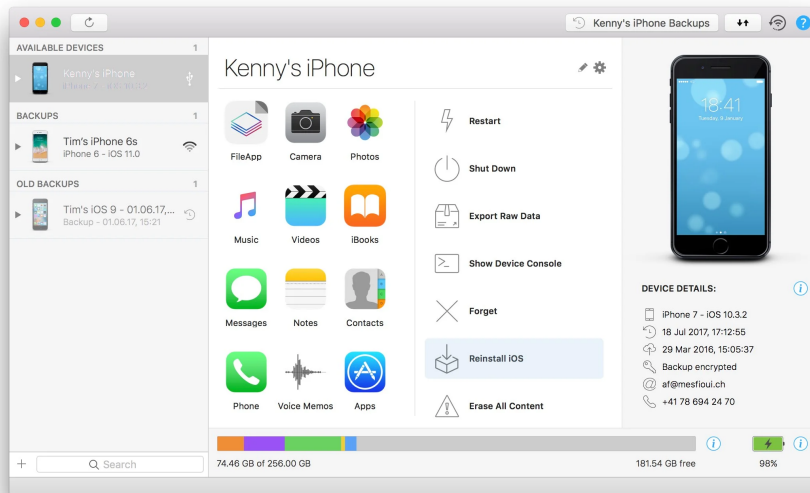 Kenny's iPhone Backups
AVAILABLE DEVICES 1
Kenny's iPhone
BACKUPS 1
Tim's iPhone 6s
iPhone 6 - iOS 11.0
OLD BACKUPS 1
Tim's iOS 9 - 01.06.17,...
Backup - 01.06.17, 15:21
Search
Kenny's iPhone
FileApp Camera Photos
Music Videos iBooks
Messages Notes Contacts
Phone Voice Memos Apps
Restart
Shut Down
Export Raw Data
Show Device Console
Forget
Reinstall iOS
Erase All Content
74.46 GB of 256.00 GB
181.54 GB free
98%
18:41
Tuesday, 9 January
DEVICE DETAILS:
iPhone 7 - iOS 10.3.2
18 Jul 2017, 17:12:55
29 Mar 2016, 15:05:37
Backup encrypted
af@mesfioui.ch
+41 78 694 24 70